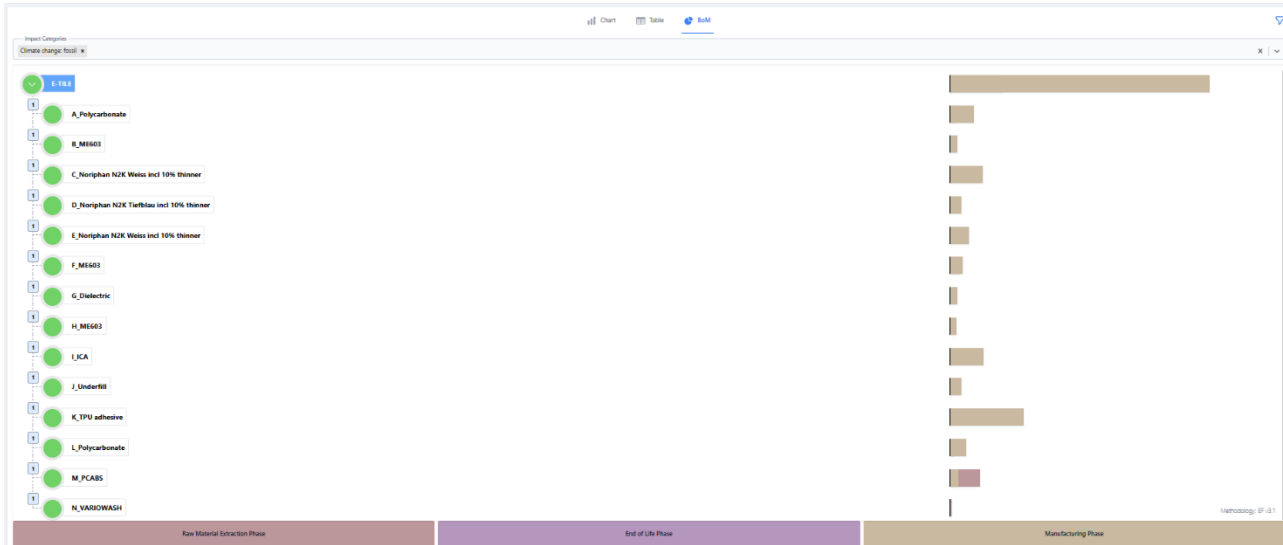 Chart Table BoM
Impact Categories
Climate change: fossil ×
E-TILE
1
A_Polycarbonate
1
B_ME603
1
C_Noriphan N2K Weiss incl 10% thinner
1
D_Noriphan N2K Tiefblau incl 10% thinner
1
E_Noriphan N2K Weiss incl 10% thinner
1
F_ME603
1
G_Dielectric
1
H_ME603
1
I_ICA
1
J_Underfill
1
K_TPU adhesive
1
L_Polycarbonate
1
M_PCABS
1
N_VARIOWASH
Methodology: EF v3.1
Raw Material Extraction Phase End of Life Phase Manufacturing Phase